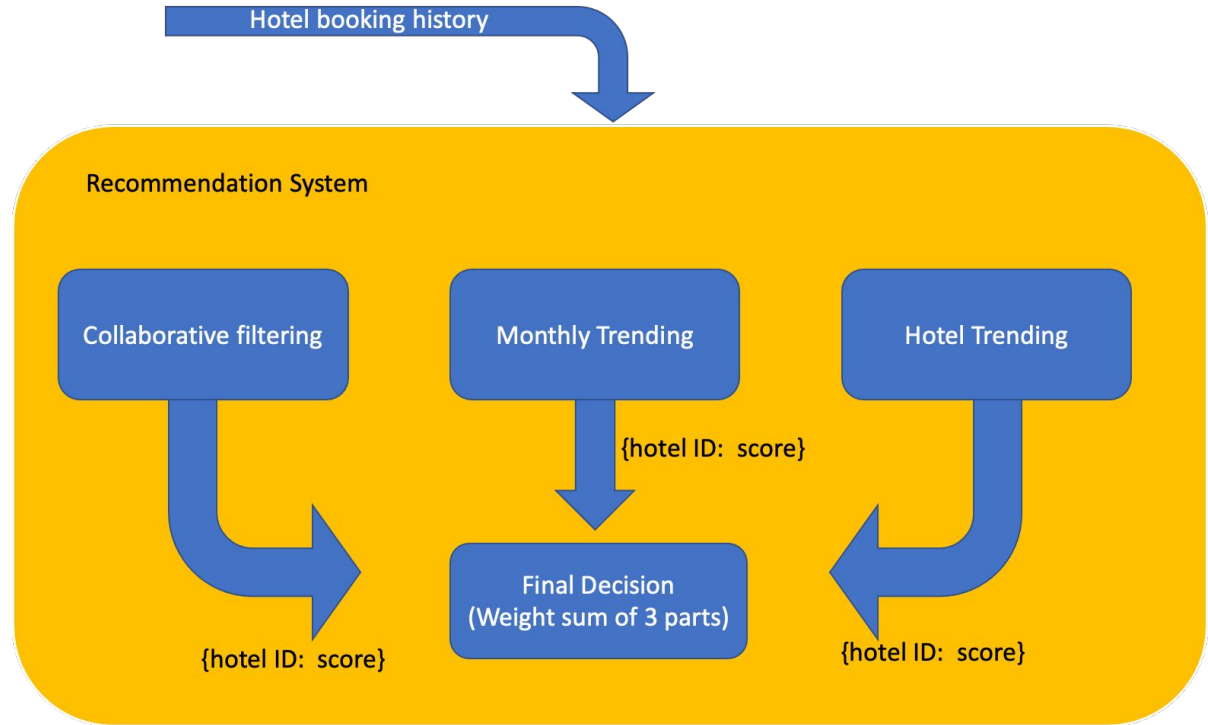 Hotel booking history
Recommendation System
Collaborative filtering
Monthly Trending
Hotel Trending
{hotel ID:  score}
Final Decision
(Weight sum of 3 parts)
{hotel ID:  score}
{hotel ID:  score}